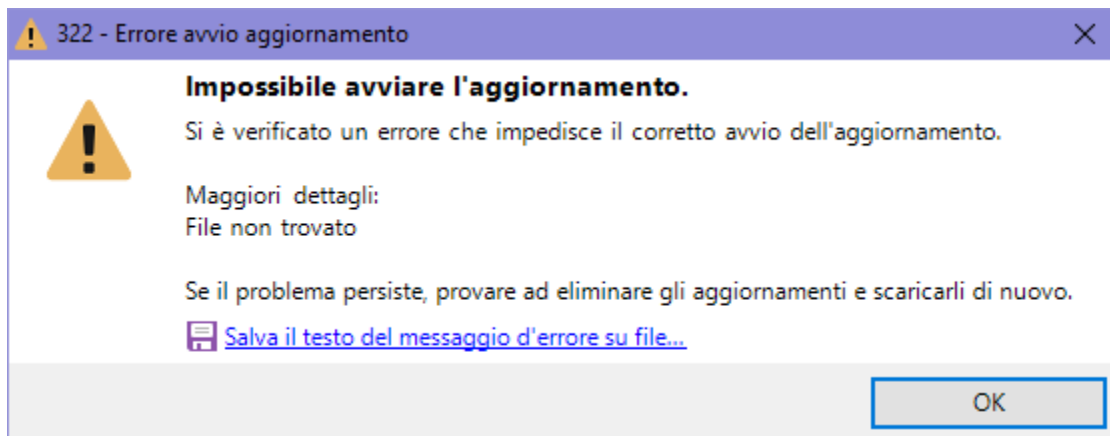 322 - Errore avvio aggiornamento
Impossibile avviare l'aggiornamento.
Si è verificato un errore che impedisce il corretto avvio dell'aggiornamento.
Maggiori dettagli:
File non trovato
Se il problema persiste, provare ad eliminare gli aggiornamenti e scaricarli di nuovo.
Salva il testo del messaggio d'errore su file...
OK